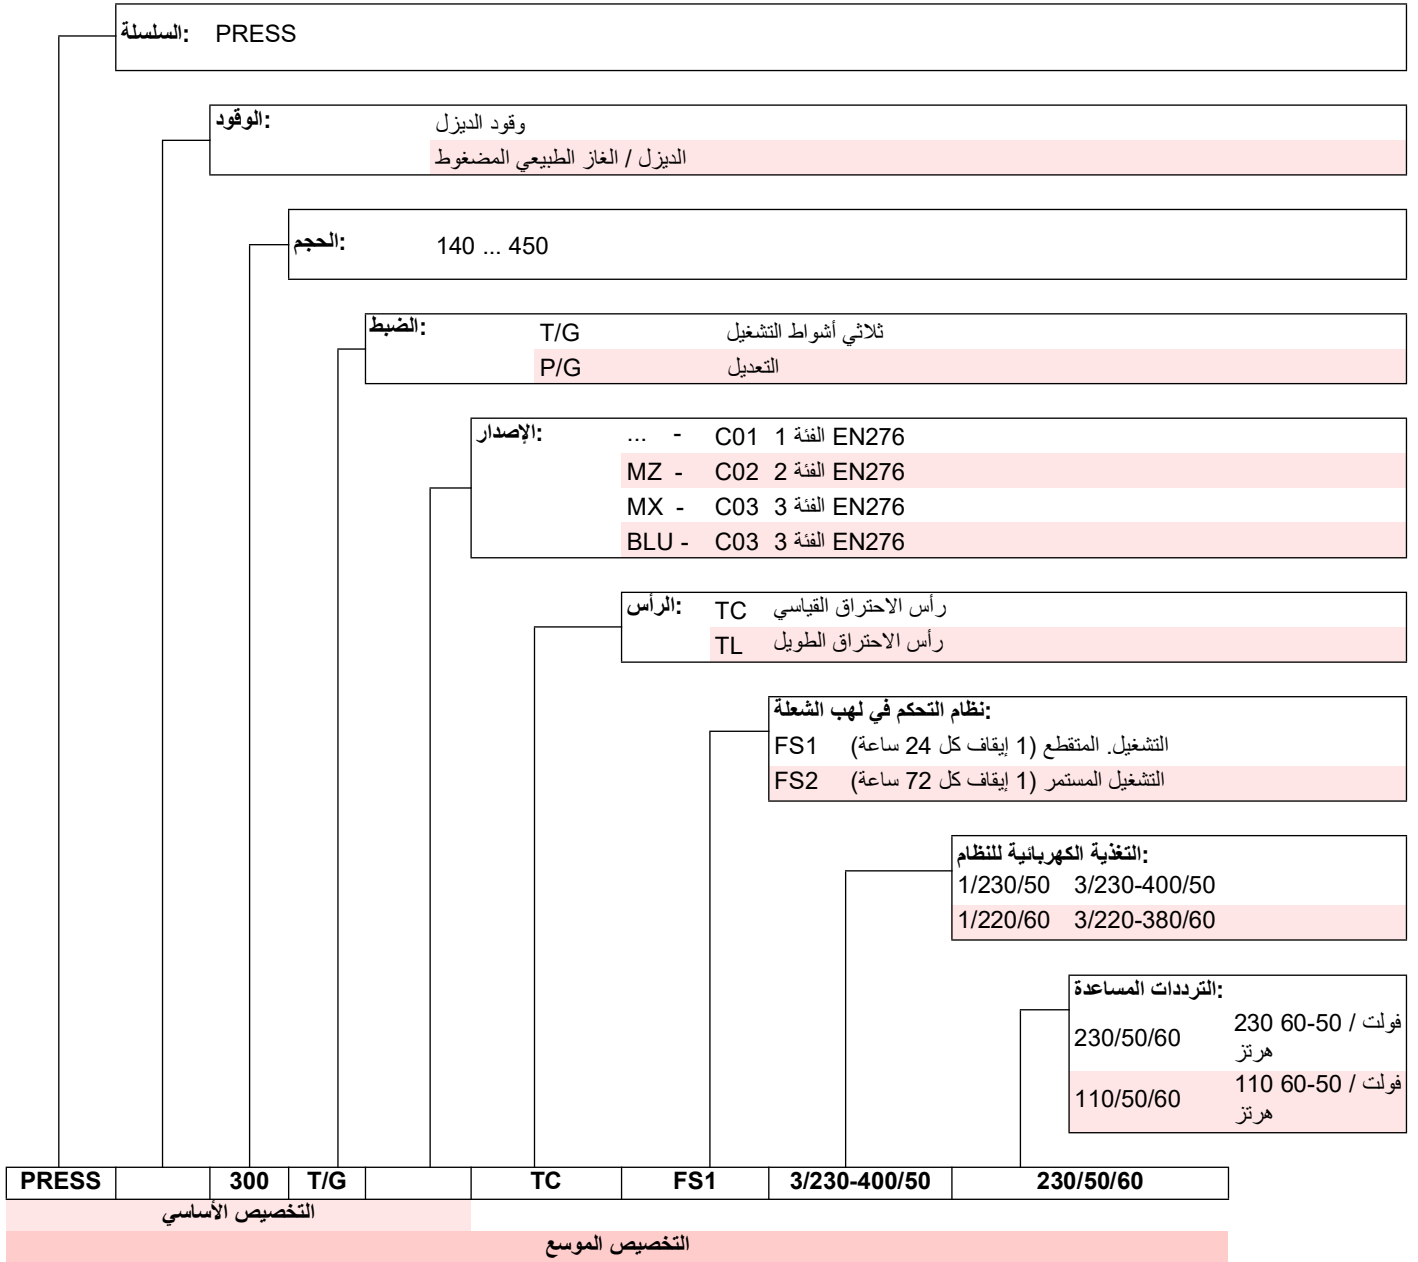 السلسلة: PRESS
الوقود: وقود الديزل
الديزل / الغاز الطبيعي المضغوط
الحجم: 140 ... 450
الضبط: T/G ثلاثي أشواط التشغيل
P/G التعديل
الإصدار: ... - C01 الفئة 1 EN276
MZ - C02 الفئة 2 EN276
MX - C03 الفئة 3 EN276
BLU - C03 الفئة 3 EN276
الرأس: TC رأس الاحتراق القياسي
TL رأس الاحتراق الطويل
نظام التحكم في لهب الشعلة:
FS1 التشغيل. المتقطع (1 إيقاف كل 24 ساعة)
FS2 التشغيل المستمر (1 إيقاف كل 72 ساعة)
التغذية الكهربائية للنظام:
1/230/50 3/230-400/50
1/220/60 3/220-380/60
الترددات المساعدة:
230/50/60 230 فولت / 50-60
هرتز
110/50/60 110 فولت / 50-60
هرتز
PRESS 300 T/G TC FS1 3/230-400/50 230/50/60
التخصيص الأساسي
التخصيص الموسع